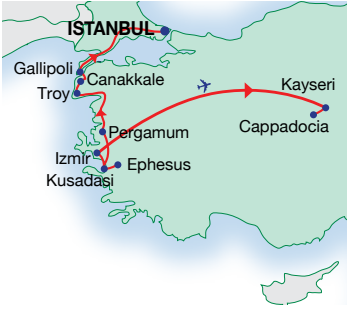 ISTANBUL
Gallipoli
Canakkale
Troy
Kayseri
Cappadocia
Pergamum
Izmir
Ephesus
Kusadasi